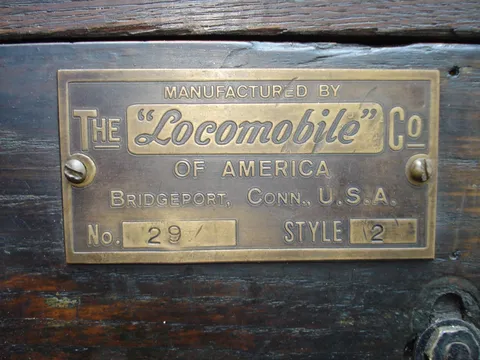 MANUFACTURED BY
THE "Locomobile" CO
OF AMERICA
BRIDGEPORT, CONN., U.S.A.
No. 29 STYLE 2